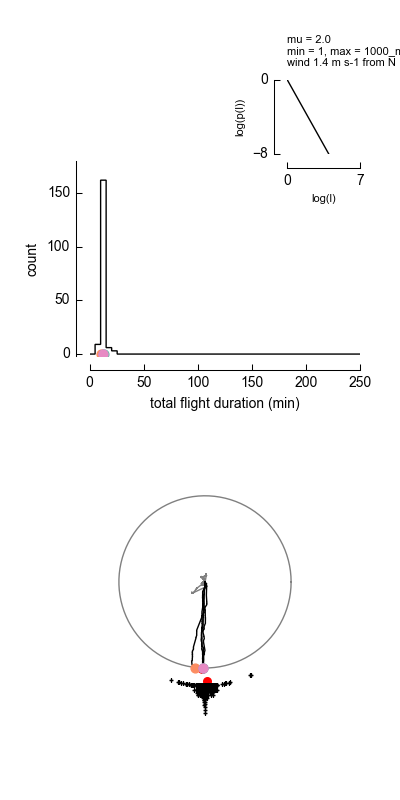 mu = 2.0
min = 1, max = 1000_
wind 1.4 m s-1 from N
0
log(p(l))
−8
0 7
log(l)
150
100
50
0
count
0 50 100 150 200 250
total flight duration (min)